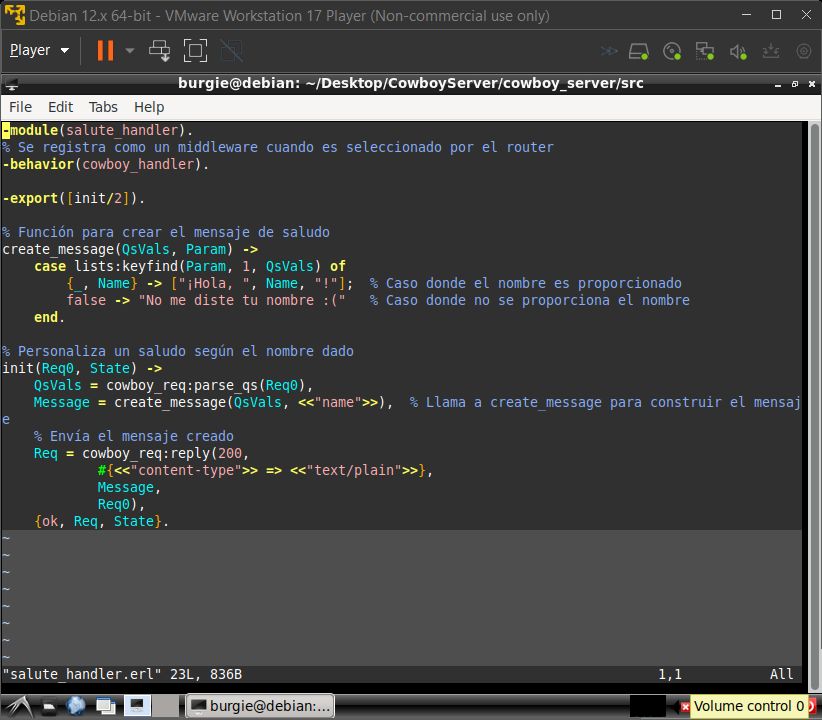 Debian 12.x 64-bit - VMware Workstation 17 Player (Non-commercial use only)
Player
burgie@debian: ~/Desktop/CowboyServer/cowboy_server/src
File Edit Tabs Help
-module(salute_handler).
% Se registra como un middleware cuando es seleccionado por el router
-behavior(cowboy_handler).
-export([init/2]).
% Función para crear el mensaje de saludo
create_message(QsVals, Param) ->
    case lists:keyfind(Param, 1, QsVals) of
        {_, Name} -> ["¡Hola, ", Name, "!"];  % Caso donde el nombre es proporcionado
        false -> "No me diste tu nombre :("   % Caso donde no se proporciona el nombre
    end.
% Personaliza un saludo según el nombre dado
init(Req0, State) ->
    QsVals = cowboy_req:parse_qs(Req0),
    Message = create_message(QsVals, <<"name">>),  % Llama a create_message para construir el mensaj
e
    % Envía el mensaje creado
    Req = cowboy_req:reply(200,
            #{<<"content-type">> => <<"text/plain">>},
            Message,
            Req0),
    {ok, Req, State}.
~
~
~
~
~
~
~
~
"salute_handler.erl" 23L, 836B 1,1 All
burgie@debian:... Volume control 0